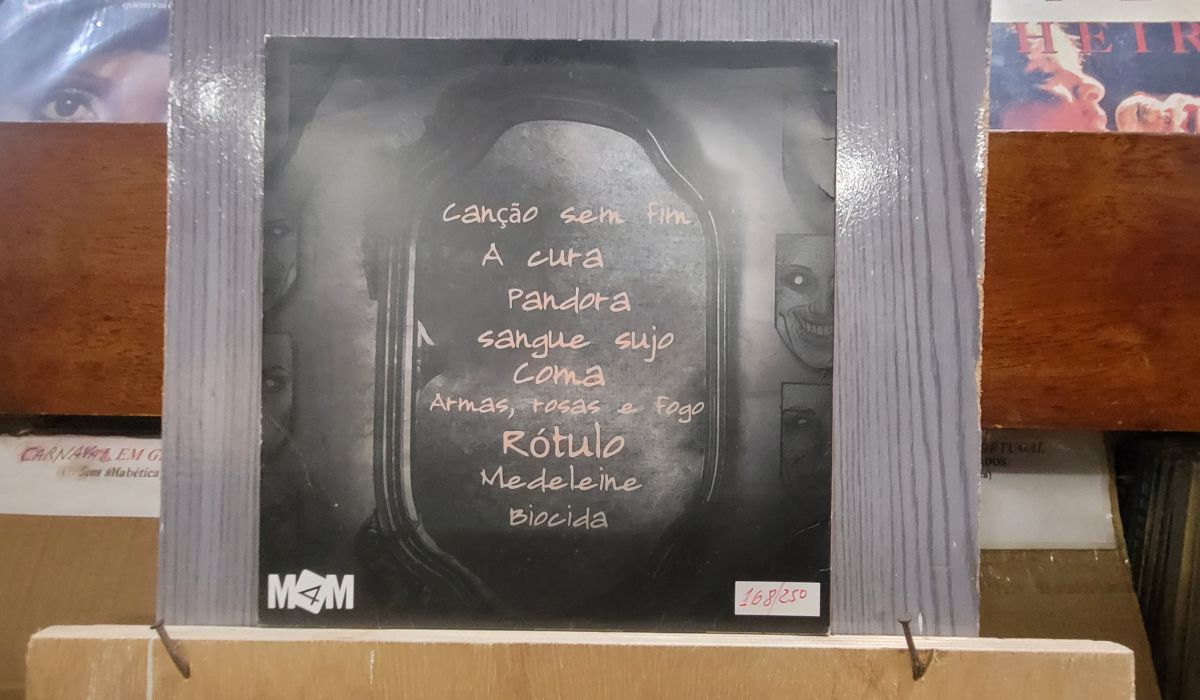 HEIR
Canção sem fim
A cura
Pandora
sangue sujo
Coma
Armas, rosas e fogo
Rótulo
Medeleine
Biocida
CARNAVAL EM G
M4M
168/250